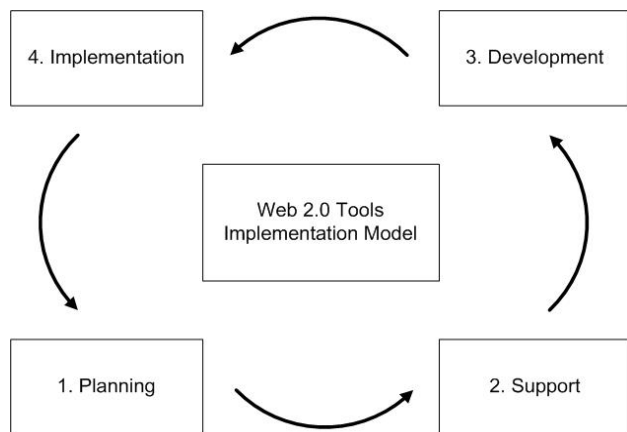 4. Implementation
3. Development
Web 2.0 Tools
Implementation Model
1. Planning
2. Support